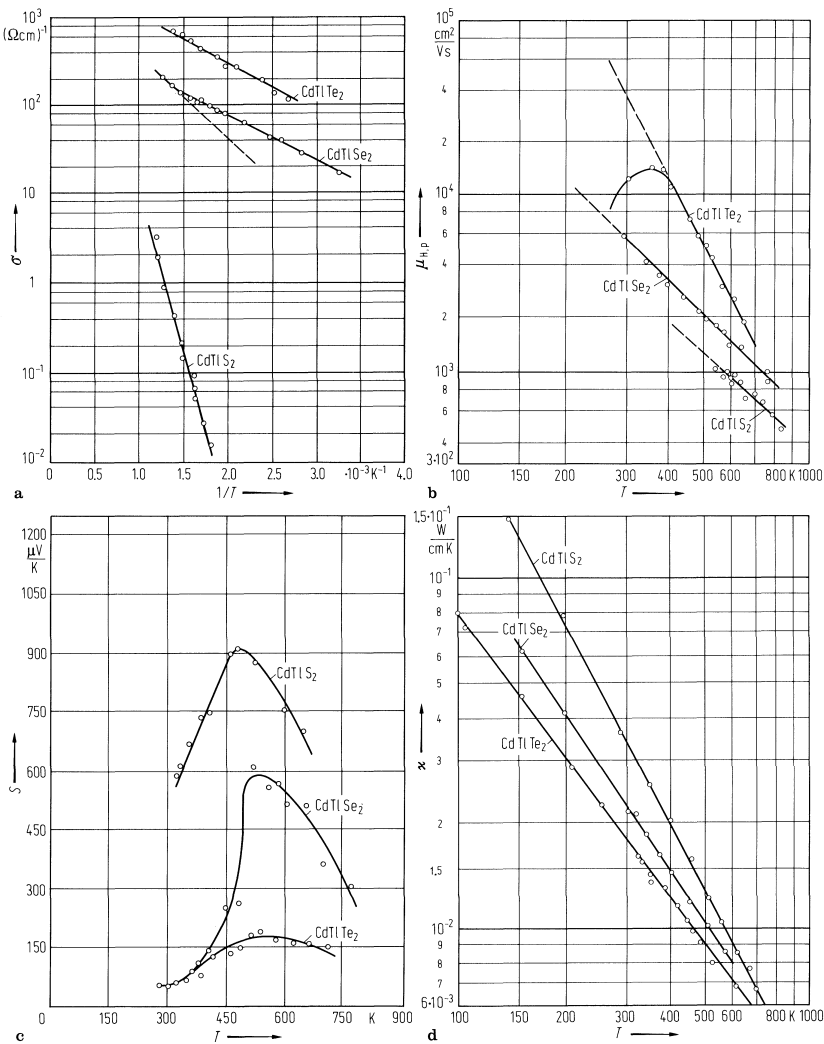 10³
(Ωcm)⁻¹
10²
10
1
10⁻¹
10⁻²
σ
CdTlTe₂
CdTlSe₂
CdTlS₂
0 0.5 1.0 1.5 2.0 2.5 3.0 ·10⁻³K⁻¹ 4.0
a 1/T
10⁵
cm²
Vs
4
2
10⁴
8
6
4
2
10³
8
6
4
3·10²
μH,p
CdTlTe₂
CdTlSe₂
CdTlS₂
100 200 300 400 500 600 800 K 1000
b T
1200
μV
K
1050
900
750
600
450
300
150
0
S
CdTlS₂
CdTlSe₂
CdTlTe₂
0 150 300 450 600 750 K 900
c T
1,5·10⁻¹
W
cm K
10⁻¹
9
8
7
6
5
4
3
2
1,5
10⁻²
9
8
7
6·10⁻³
ϰ
CdTlS₂
CdTlSe₂
CdTlTe₂
100 150 200 300 400 500 600 800 K 1000
d T